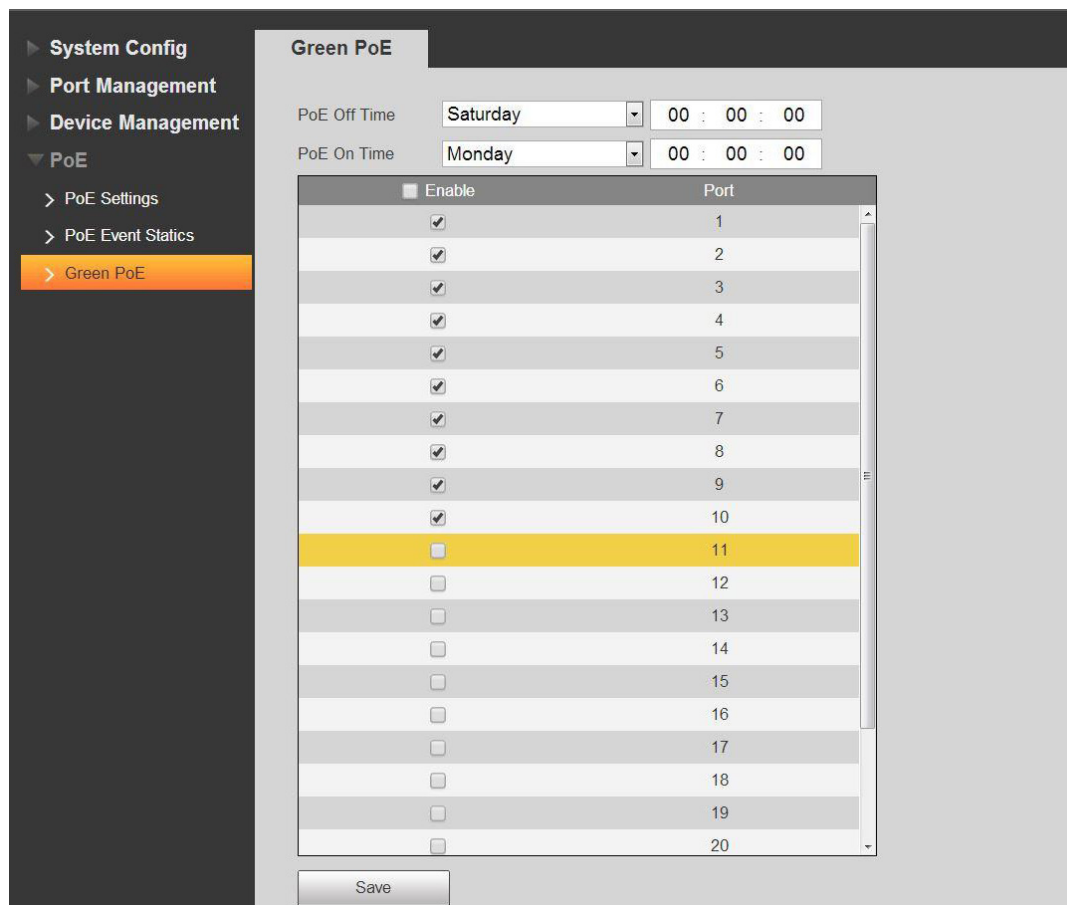 System Config
Port Management
Device Management
PoE
PoE Settings
PoE Event Statics
Green PoE
Green PoE
PoE Off Time Saturday 00 : 00 : 00
PoE On Time Monday 00 : 00 : 00
Enable Port
1
2
3
4
5
6
7
8
9
10
11
12
13
14
15
16
17
18
19
20
Save